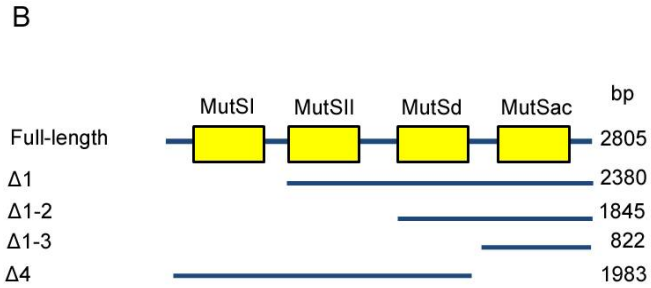 B
bp
MutSI MutSII MutSd MutSac
Full-length 2805
Δ1 2380
Δ1-2 1845
Δ1-3 822
Δ4 1983